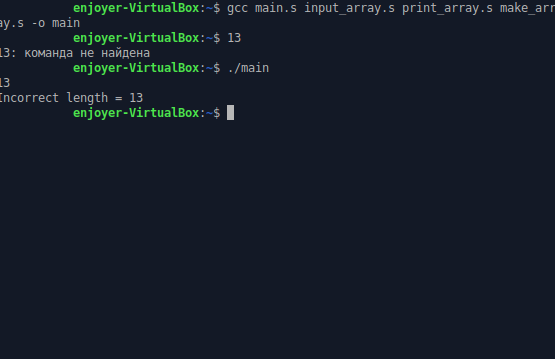 enjoyer-VirtualBox:~$ gcc main.s input_array.s print_array.s make_arr
ay.s -o main
enjoyer-VirtualBox:~$ 13
13: команда не найдена
enjoyer-VirtualBox:~$ ./main
13
Incorrect length = 13
enjoyer-VirtualBox:~$